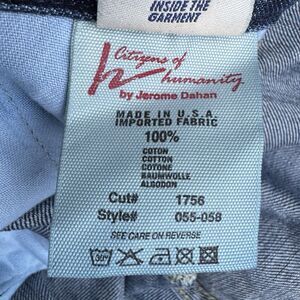 INSIDE THE
GARMENT
Citizens of
humanity
by Jerome Dahan
MADE IN U.S.A
IMPORTED FABRIC
100%
COTON
COTTON
COTONE
BAUMWOLLE
ALGODON
Cut# 1756
Style# 055-058
SEE CARE ON REVERSE
30°